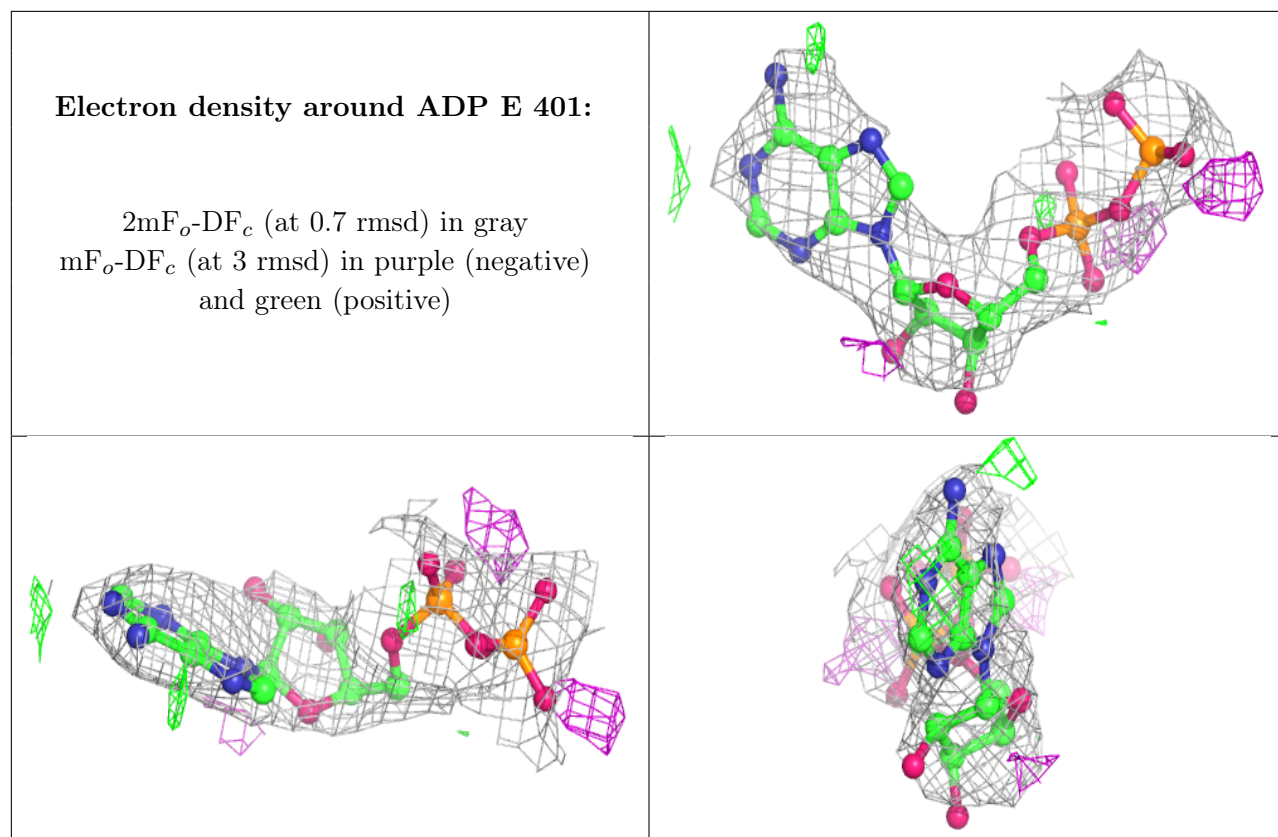 Electron density around ADP E 401:
2mFo-DFc (at 0.7 rmsd) in gray
mFo-DFc (at 3 rmsd) in purple (negative)
and green (positive)